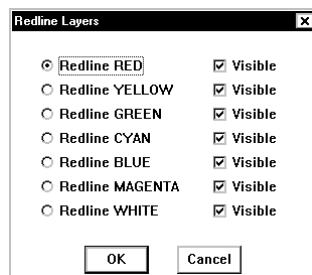 Redline Layers
Redline RED Visible
Redline YELLOW Visible
Redline GREEN Visible
Redline CYAN Visible
Redline BLUE Visible
Redline MAGENTA Visible
Redline WHITE Visible
OK Cancel